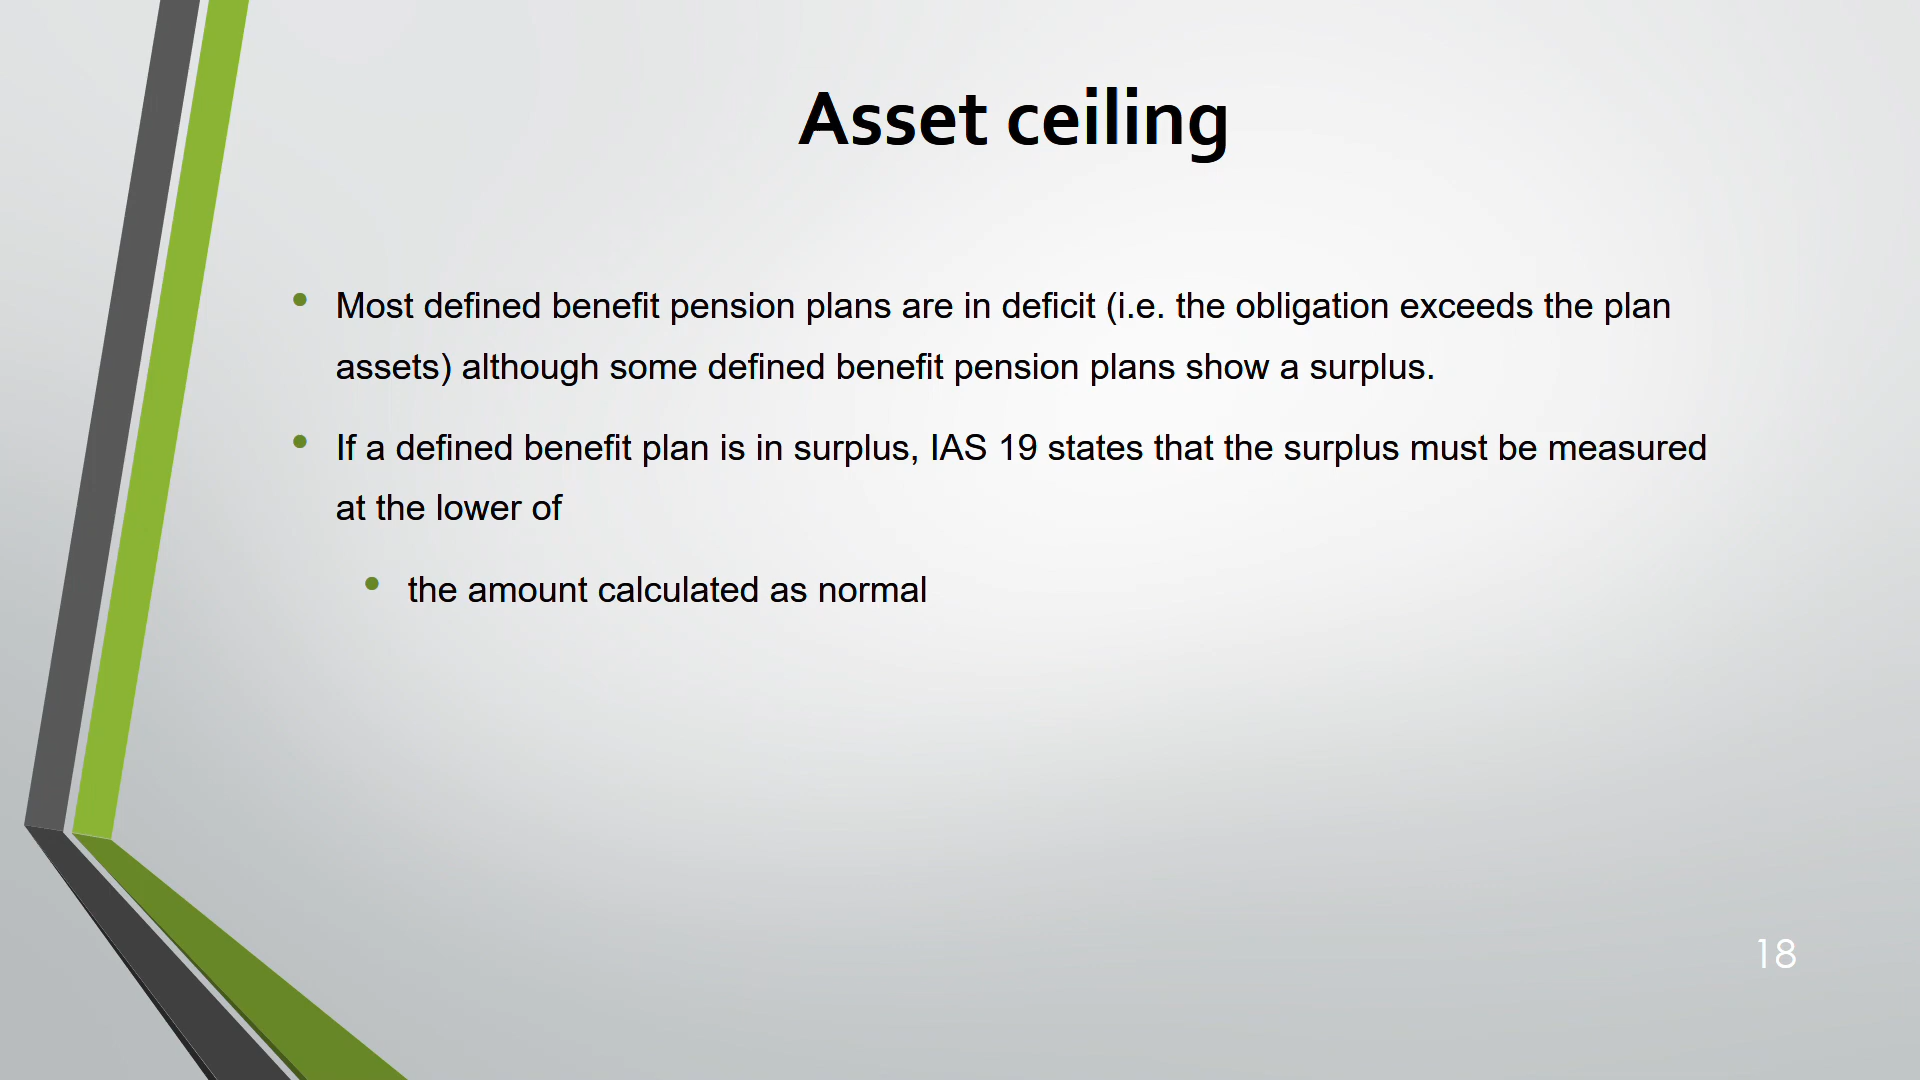 Asset ceiling
• Most defined benefit pension plans are in deficit (i.e. the obligation exceeds the plan
assets) although some defined benefit pension plans show a surplus.
• If a defined benefit plan is in surplus, IAS 19 states that the surplus must be measured
at the lower of
• the amount calculated as normal
18